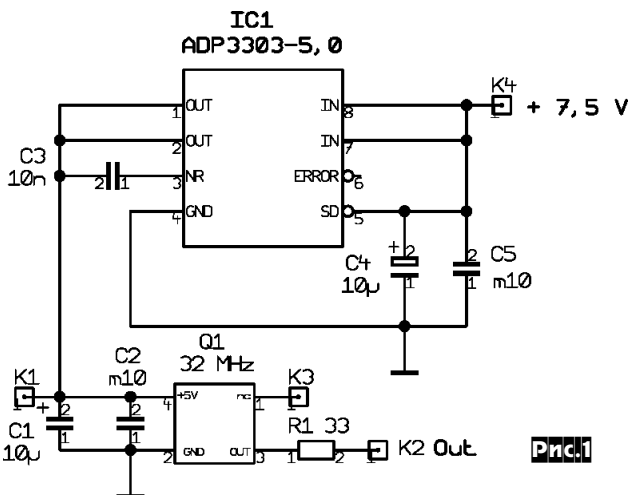 IC1
ADP3303-5,0
OUT
1
OUT
2
NR
3
GND
4
IN
8
IN
7
ERROR
6
SD
5
C3
10n
2 1
K4
1
+ 7,5 V
+
2
C4
10µ
1
2
C5
m10
1
Q1
32 MHz
K1
1
C2
m10
+
2
C1
10µ
1
2
1
+5V
4
nc
1
GND
2
OUT
3
K3
1
R1 33
1 2
K2 Out
1
Рис.1